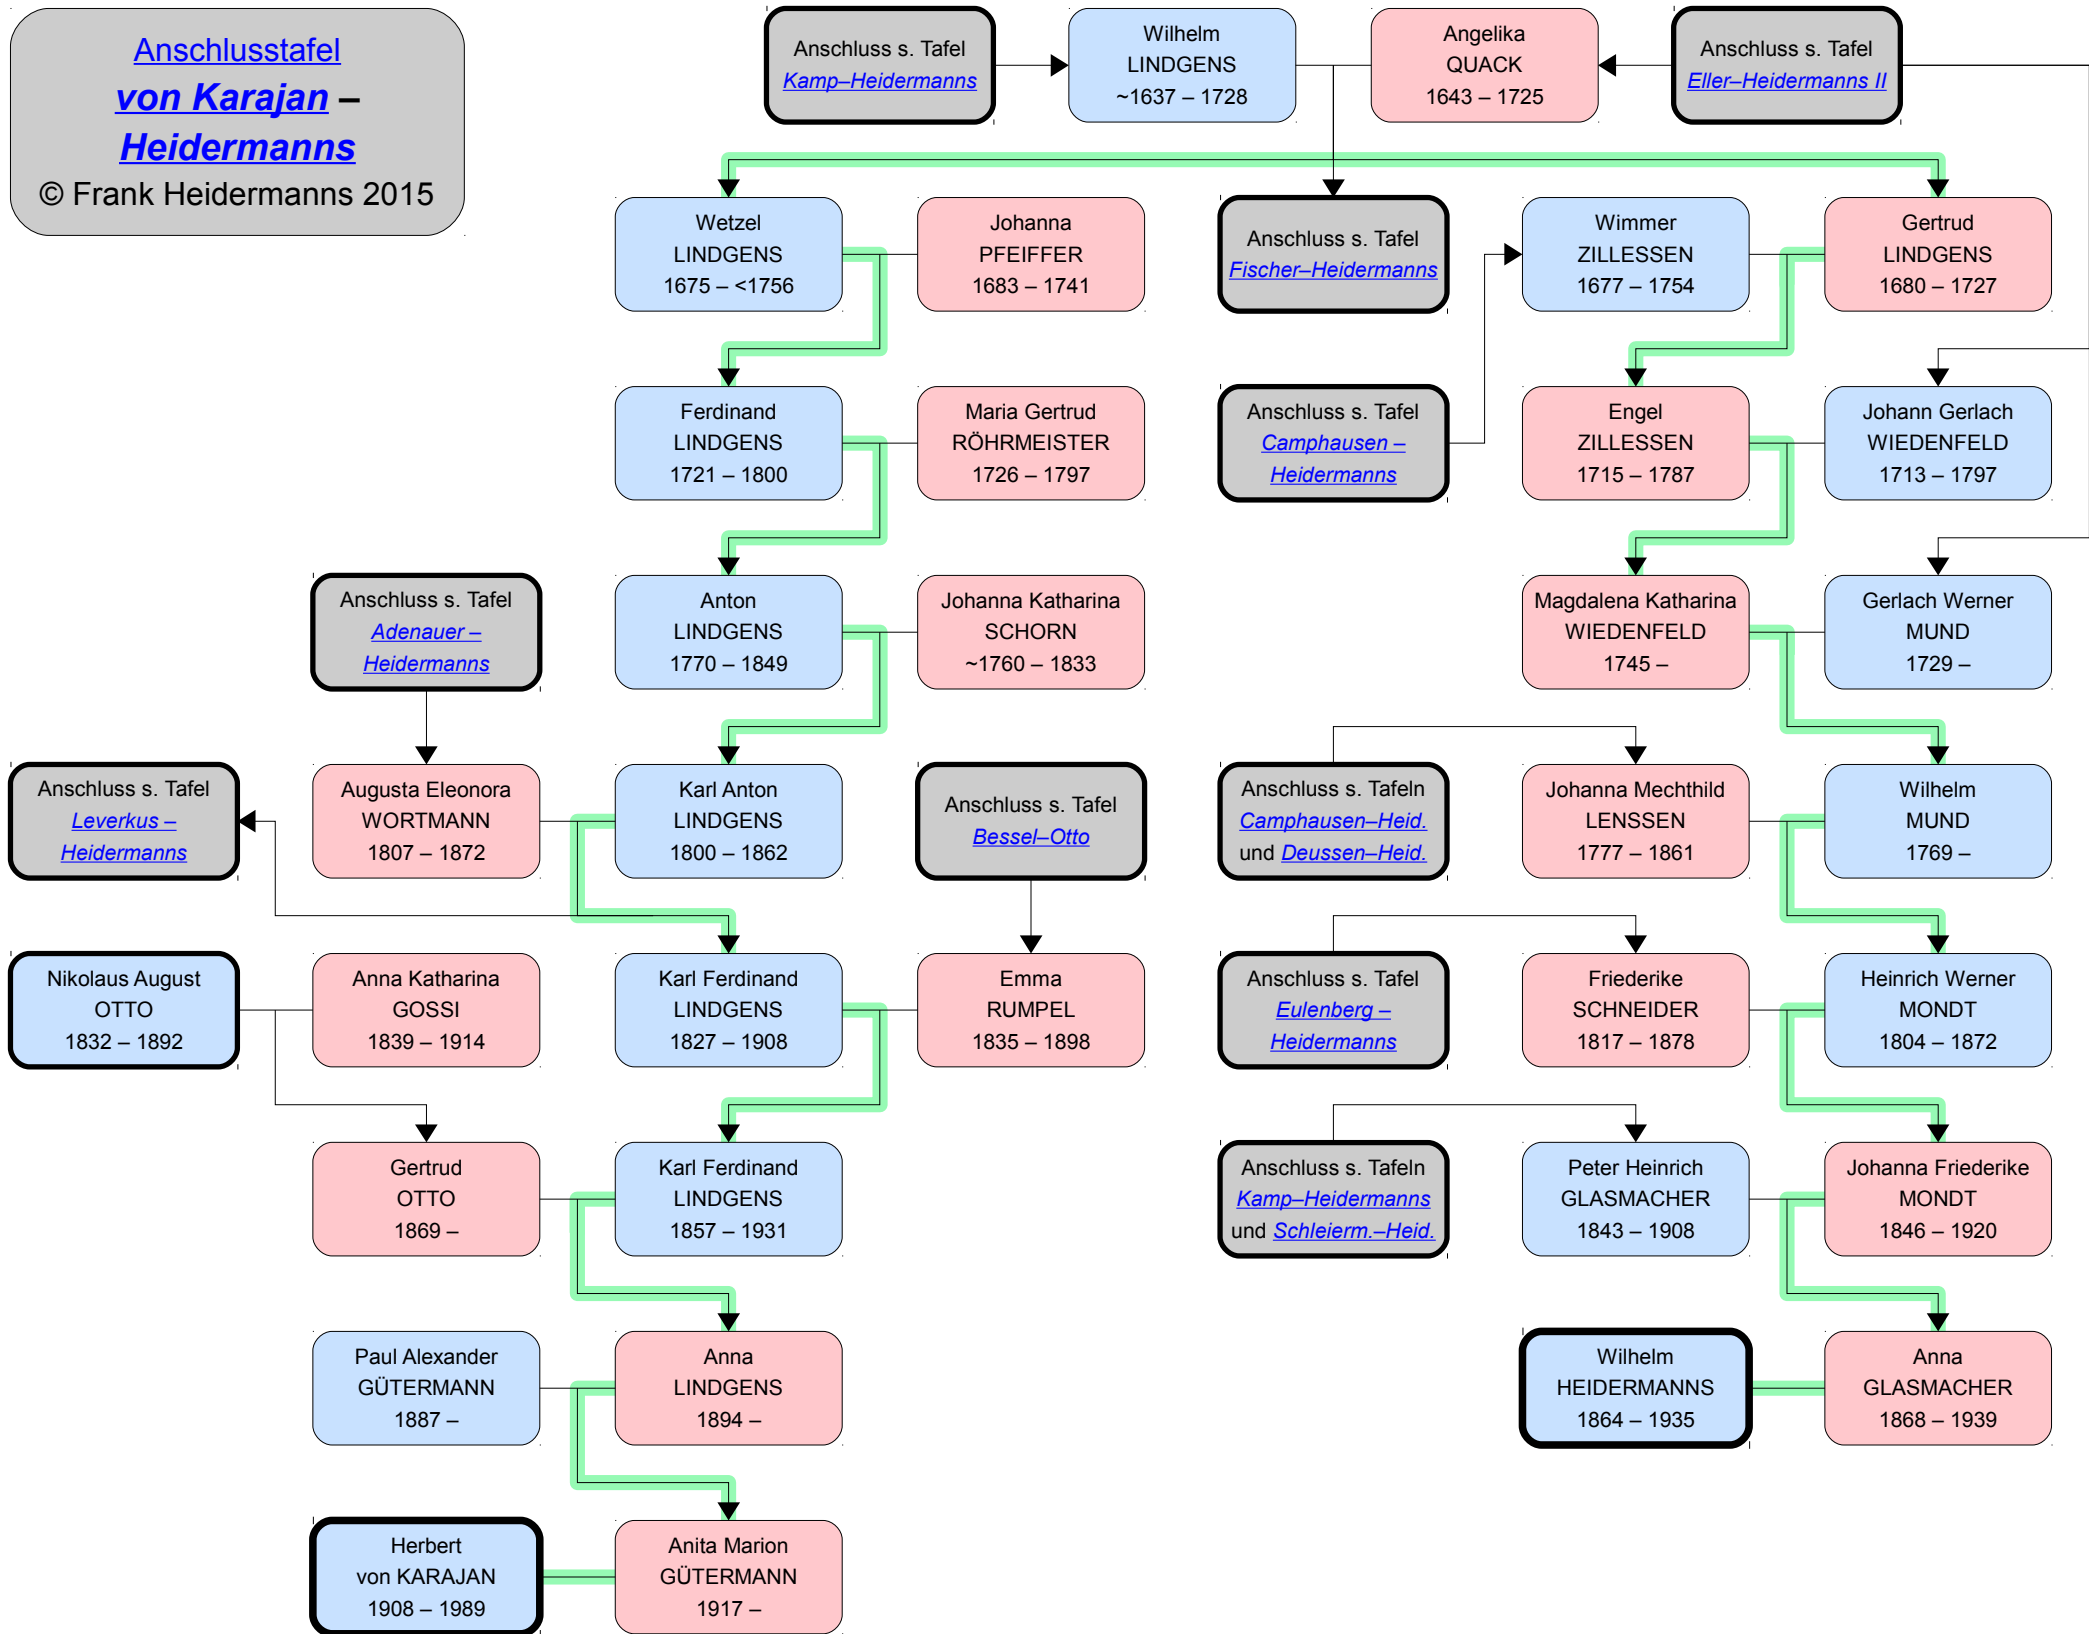 Anschlusstafel
von Karajan –
Heidermanns
© Frank Heidermanns 2015
Anschluss s. Tafel
Kamp–Heidermanns
Wilhelm
LINDGENS
~1637 – 1728
Angelika
QUACK
1643 – 1725
Anschluss s. Tafel
Eller–Heidermanns II
Wetzel
LINDGENS
1675 – <1756
Johanna
PFEIFFER
1683 – 1741
Anschluss s. Tafel
Fischer–Heidermanns
Wimmer
ZILLESSEN
1677 – 1754
Gertrud
LINDGENS
1680 – 1727
Ferdinand
LINDGENS
1721 – 1800
Maria Gertrud
RÖHRMEISTER
1726 – 1797
Anschluss s. Tafel
Camphausen –
Heidermanns
Engel
ZILLESSEN
1715 – 1787
Johann Gerlach
WIEDENFELD
1713 – 1797
Anschluss s. Tafel
Adenauer –
Heidermanns
Anton
LINDGENS
1770 – 1849
Johanna Katharina
SCHORN
~1760 – 1833
Magdalena Katharina
WIEDENFELD
1745 –
Gerlach Werner
MUND
1729 –
Anschluss s. Tafel
Leverkus –
Heidermanns
Augusta Eleonora
WORTMANN
1807 – 1872
Karl Anton
LINDGENS
1800 – 1862
Anschluss s. Tafel
Bessel–Otto
Anschluss s. Tafeln
Camphausen–Heid.
und Deussen–Heid.
Johanna Mechthild
LENSSEN
1777 – 1861
Wilhelm
MUND
1769 –
Nikolaus August
OTTO
1832 – 1892
Anna Katharina
GOSSI
1839 – 1914
Karl Ferdinand
LINDGENS
1827 – 1908
Emma
RUMPEL
1835 – 1898
Anschluss s. Tafel
Eulenberg –
Heidermanns
Friederike
SCHNEIDER
1817 – 1878
Heinrich Werner
MONDT
1804 – 1872
Gertrud
OTTO
1869 –
Karl Ferdinand
LINDGENS
1857 – 1931
Anschluss s. Tafeln
Kamp–Heidermanns
und Schleierm.–Heid.
Peter Heinrich
GLASMACHER
1843 – 1908
Johanna Friederike
MONDT
1846 – 1920
Paul Alexander
GÜTERMANN
1887 –
Anna
LINDGENS
1894 –
Wilhelm
HEIDERMANNS
1864 – 1935
Anna
GLASMACHER
1868 – 1939
Herbert
von KARAJAN
1908 – 1989
Anita Marion
GÜTERMANN
1917 –